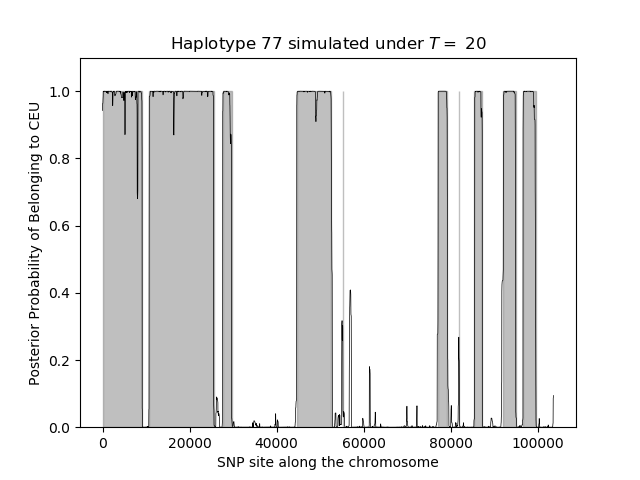 Haplotype 77 simulated under T = 20
Posterior Probability of Belonging to CEU
1.0
0.8
0.6
0.4
0.2
0.0
0 20000 40000 60000 80000 100000
SNP site along the chromosome